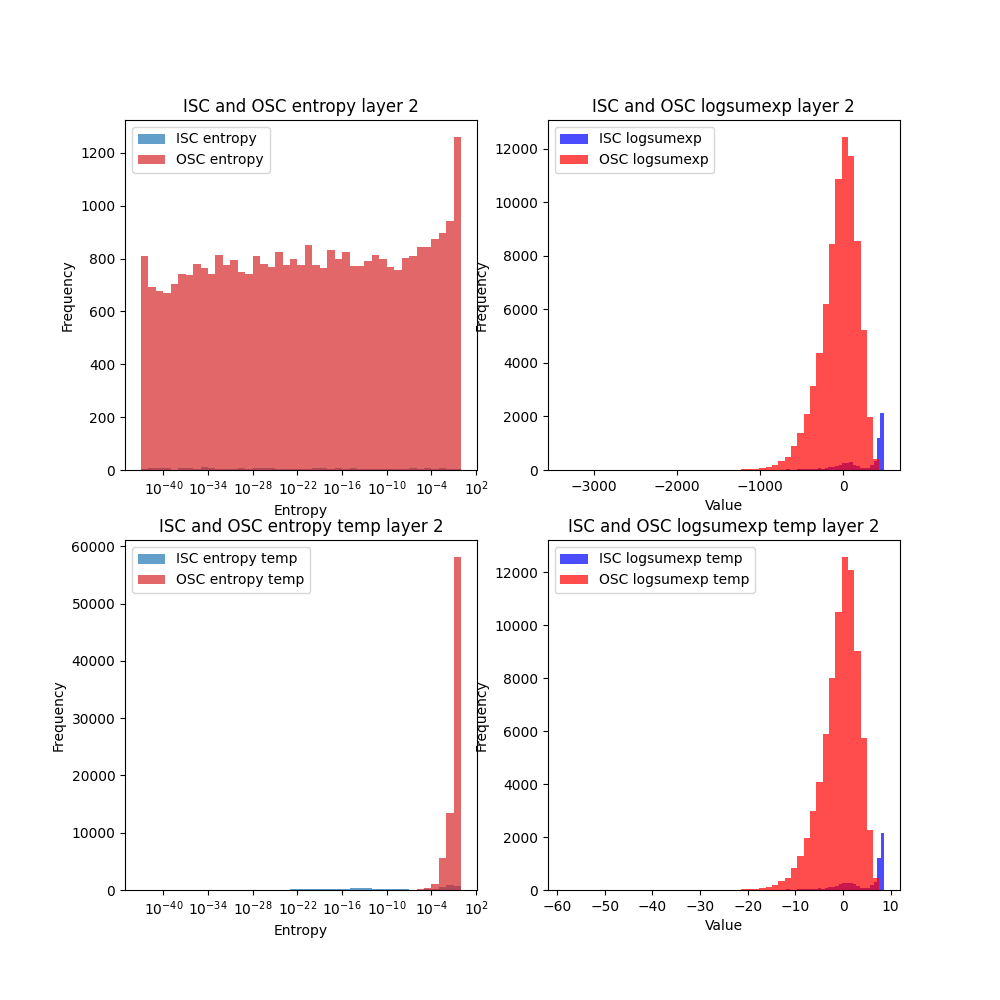 ISC and OSC entropy layer 2
ISC entropy
OSC entropy
Frequency
1200
1000
800
600
400
200
0
10⁻⁴⁰ 10⁻³⁴ 10⁻²⁸ 10⁻²² 10⁻¹⁶ 10⁻¹⁰ 10⁻⁴ 10²
Entropy
ISC and OSC logsumexp layer 2
ISC logsumexp
OSC logsumexp
Frequency
12000
10000
8000
6000
4000
2000
0
−3000 −2000 −1000 0
Value
ISC and OSC entropy temp layer 2
ISC entropy temp
OSC entropy temp
Frequency
60000
50000
40000
30000
20000
10000
0
10⁻⁴⁰ 10⁻³⁴ 10⁻²⁸ 10⁻²² 10⁻¹⁶ 10⁻¹⁰ 10⁻⁴ 10²
Entropy
ISC and OSC logsumexp temp layer 2
ISC logsumexp temp
OSC logsumexp temp
Frequency
12000
10000
8000
6000
4000
2000
0
−60 −50 −40 −30 −20 −10 0 10
Value